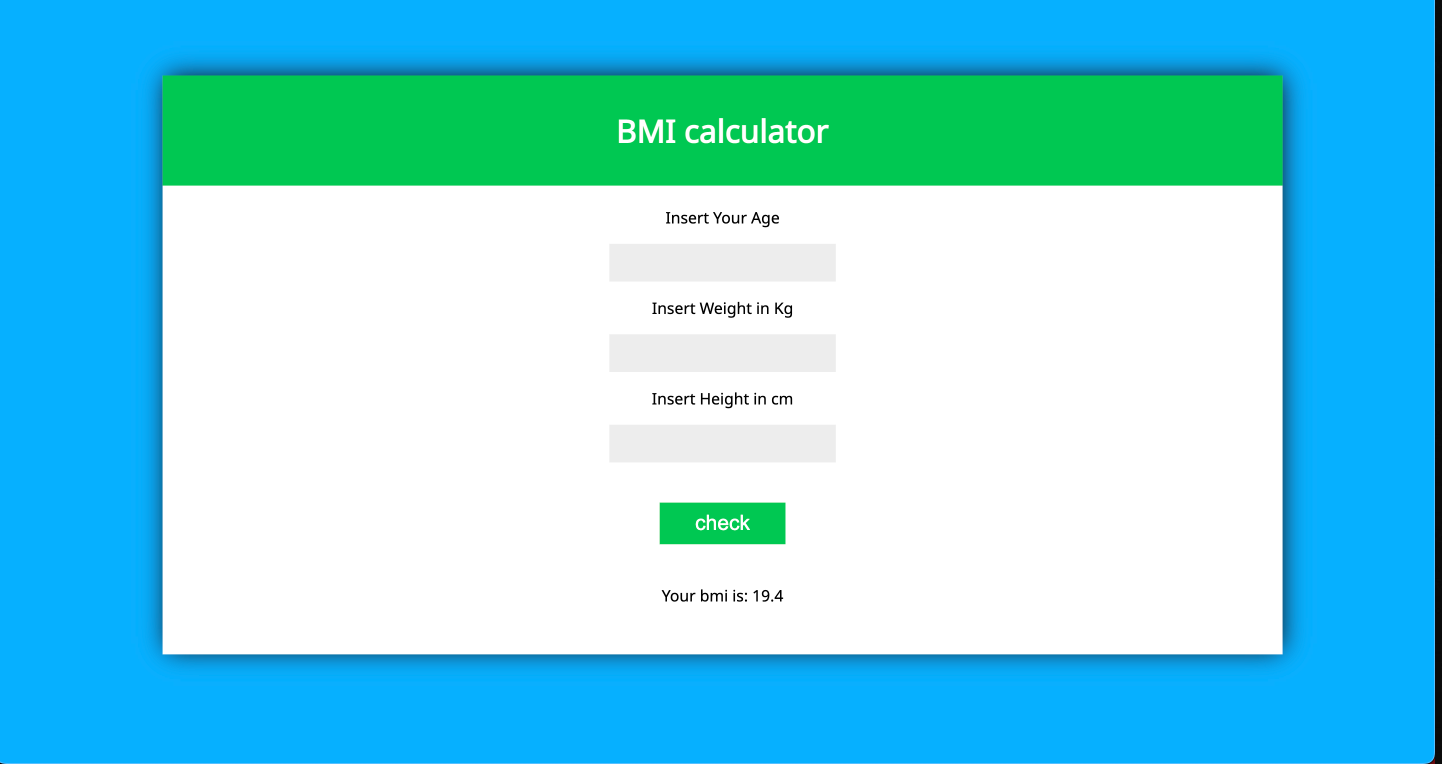 BMI calculator
Insert Your Age
Insert Weight in Kg
Insert Height in cm
check
Your bmi is: 19.4